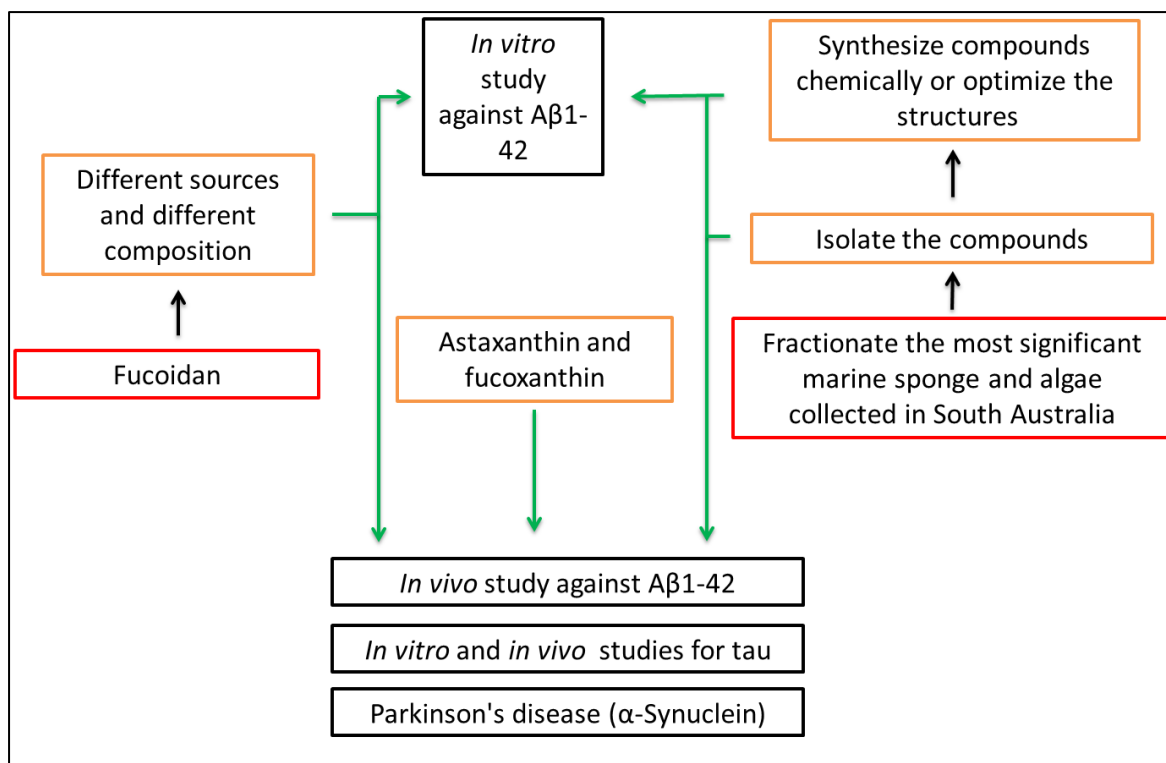 In vitro
study
against Aβ1-
42
Synthesize compounds
chemically or optimize the
structures
Different sources
and different
composition
Isolate the compounds
Fucoidan
Astaxanthin and
fucoxanthin
Fractionate the most significant
marine sponge and algae
collected in South Australia
In vivo study against Aβ1-42
In vitro and in vivo studies for tau
Parkinson's disease (α-Synuclein)